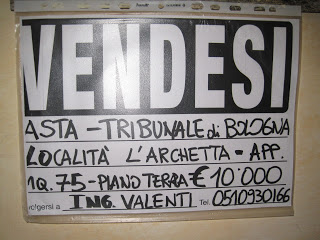 VENDESI
ASTA - TRIBUNALE di BOLOGNA
LOCALITÀ L'ARCHETTA - APP.
MQ. 75 - PIANO TERRA € 10'000
rivolgersi a ING. VALENTI Tel. 0510930166